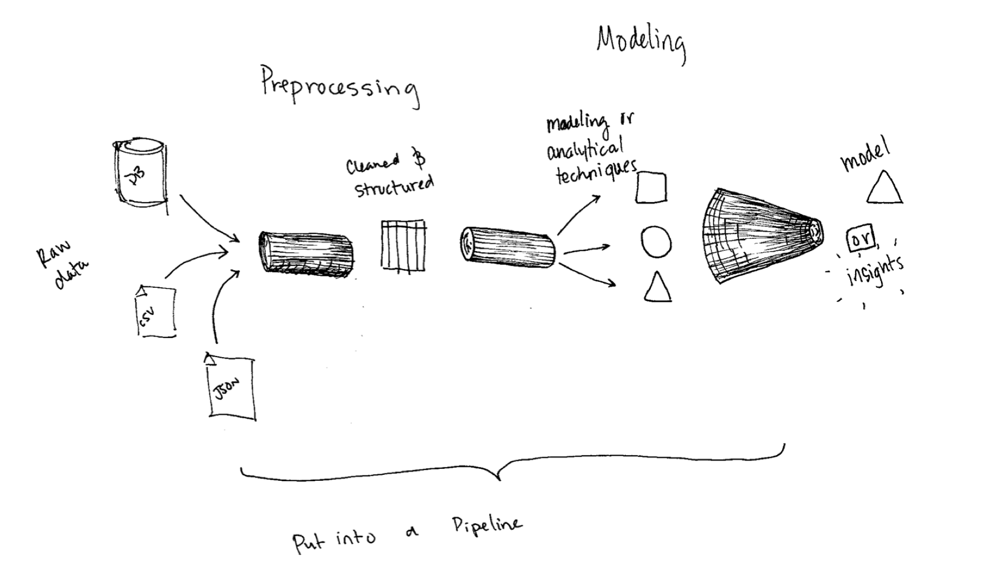 Modeling
Preprocessing
modeling or
analytical
techniques
model
Cleaned &
structured
DB
Raw
data
or
insights
CSV
JSON
Put into a Pipeline